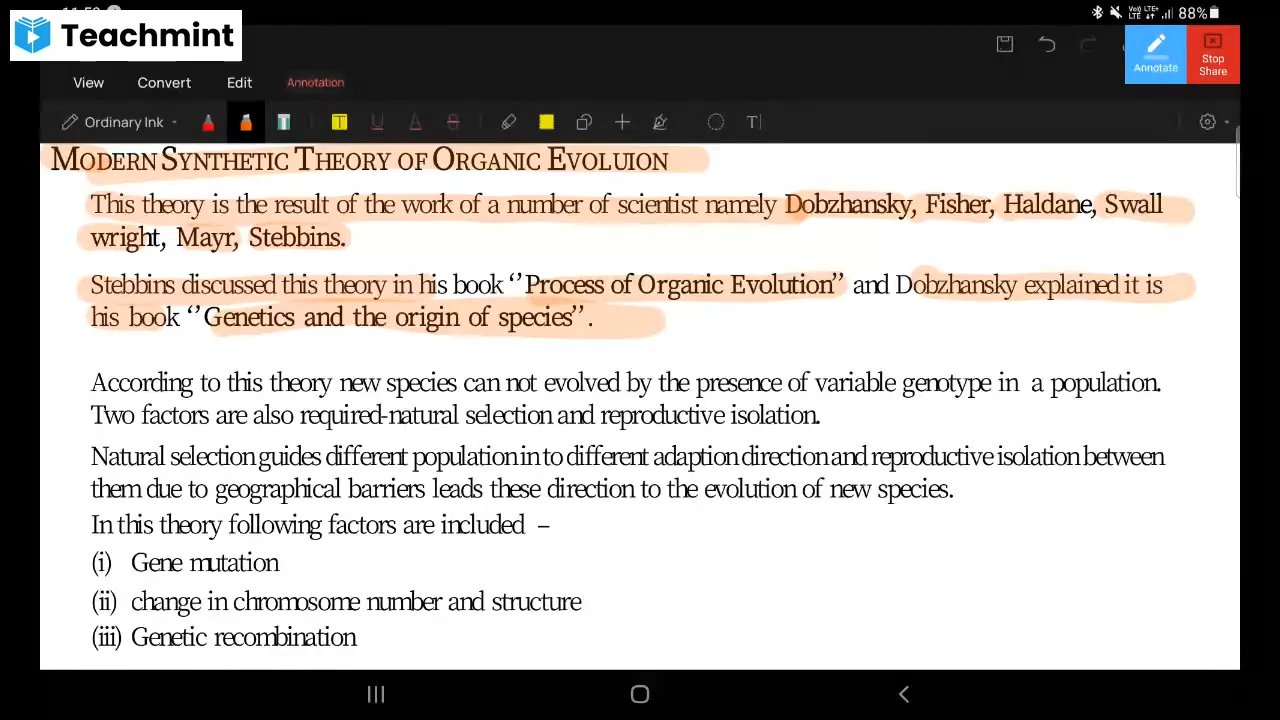 Teachmint
88%
Annotate
Stop
Share
View Convert Edit Annotation
Ordinary Ink
MODERN SYNTHETIC THEORY OF ORGANIC EVOLUION
This theory is the result of the work of a number of scientist namely Dobzhansky, Fisher, Haldane, Swall
wright, Mayr, Stebbins.
Stebbins discussed this theory in his book ‘‘Process of Organic Evolution’’ and Dobzhansky explained it is
his book ‘‘Genetics and the origin of species’’.
According to this theory new species can not evolved by the presence of variable genotype in a population.
Two factors are also required-natural selection and reproductive isolation.
Natural selection guides different population in to different adaption direction and reproductive isolation between
them due to geographical barriers leads these direction to the evolution of new species.
In this theory following factors are included –
(i) Gene mutation
(ii) change in chromosome number and structure
(iii) Genetic recombination